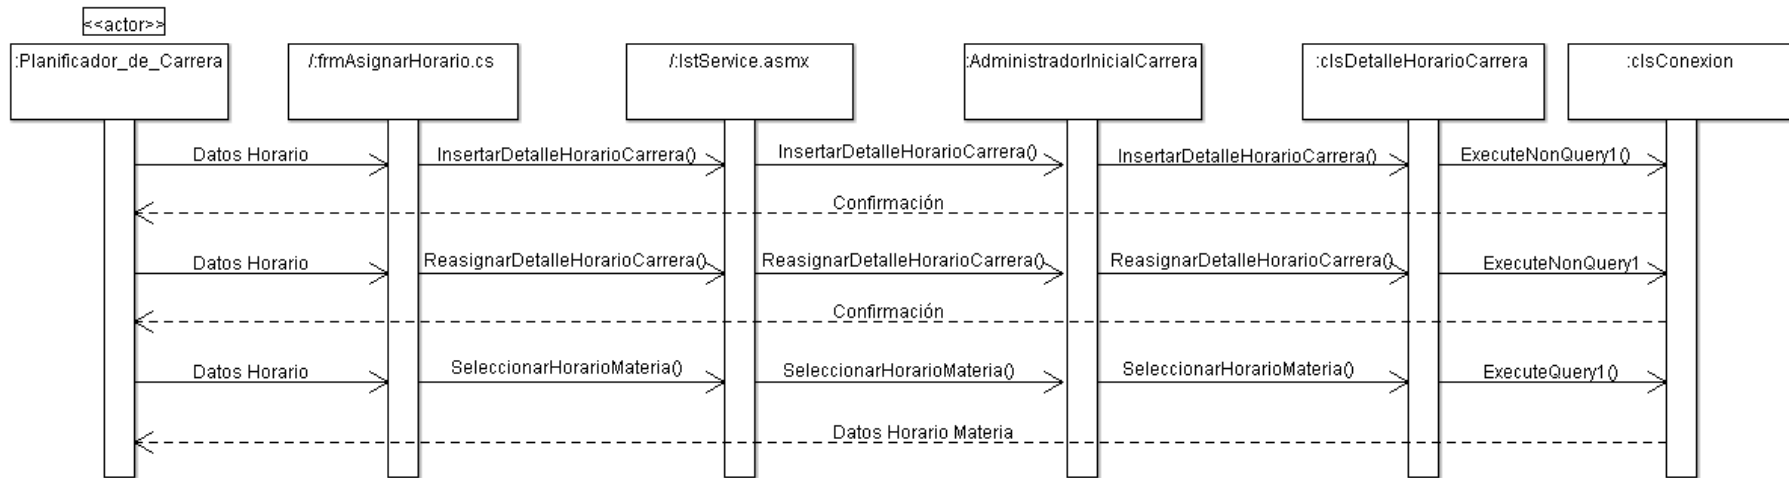 <<actor>>
:Planificador_de_Carrera
/:frmAsignarHorario.cs
/:IstService.asmx
:AdministradorInicialCarrera
:clsDetalleHorarioCarrera
:clsConexion
Datos Horario
InsertarDetalleHorarioCarrera()
InsertarDetalleHorarioCarrera()
InsertarDetalleHorarioCarrera()
ExecuteNonQuery1()
Confirmación
Datos Horario
ReasignarDetalleHorarioCarrera()
ReasignarDetalleHorarioCarrera()
ReasignarDetalleHorarioCarrera()
ExecuteNonQuery1
Confirmación
Datos Horario
SeleccionarHorarioMateria()
SeleccionarHorarioMateria()
SeleccionarHorarioMateria()
ExecuteQuery1()
Datos Horario Materia